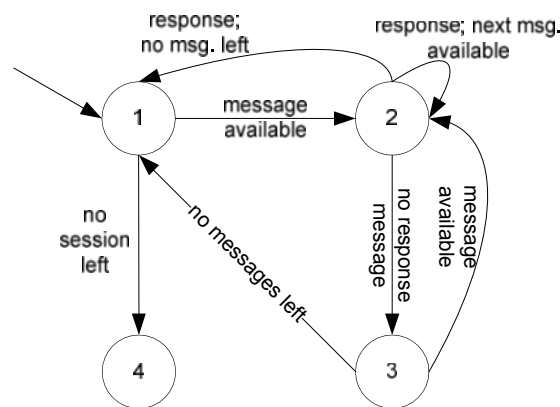 response;
no msg. left
response; next msg.
available
1
message
available
2
no
session
left
no messages left
no response
message
message
available
4
3